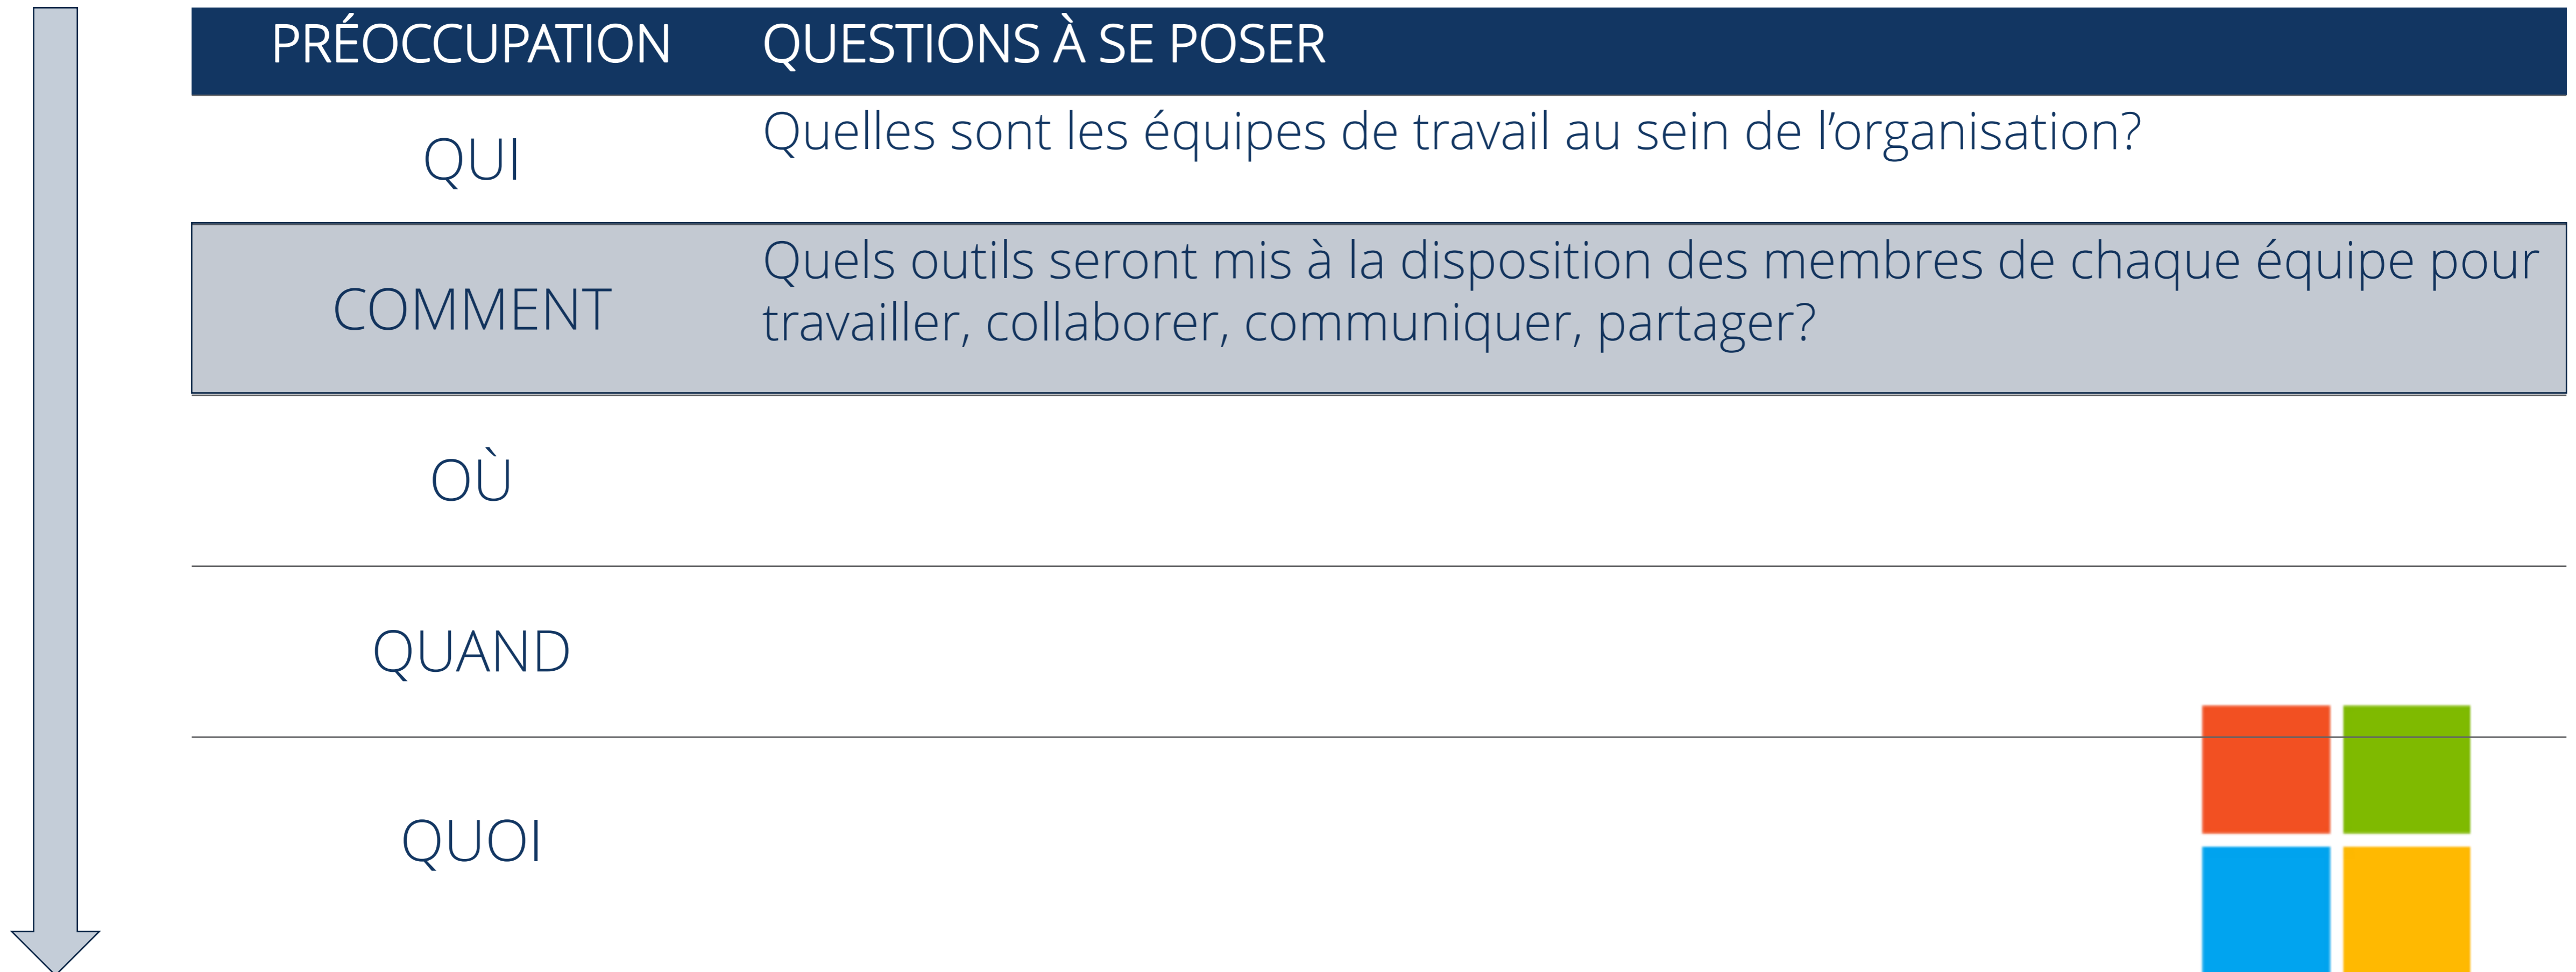 PRÉOCCUPATION QUESTIONS À SE POSER
QUI
Quelles sont les équipes de travail au sein de l’organisation?
COMMENT
Quels outils seront mis à la disposition des membres de chaque équipe pour
travailler, collaborer, communiquer, partager?
OÙ
QUAND
QUOI